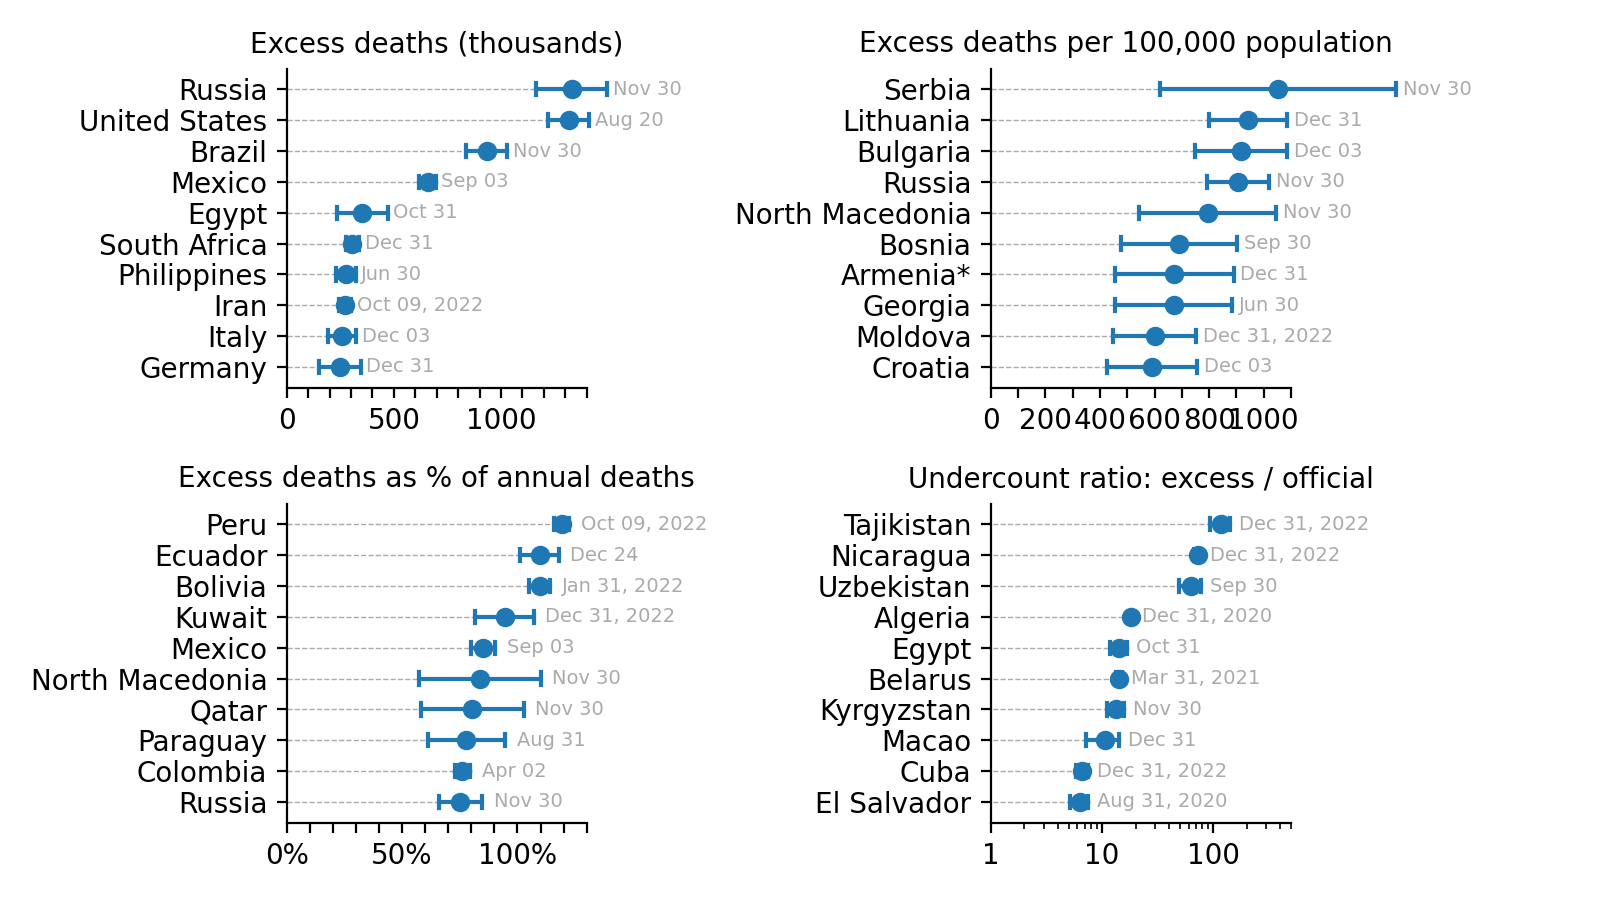 Excess deaths (thousands)
Russia Nov 30
United States Aug 20
Brazil Nov 30
Mexico Sep 03
Egypt Oct 31
South Africa Dec 31
Philippines Jun 30
Iran Oct 09, 2022
Italy Dec 03
Germany Dec 31
0 500 1000
Excess deaths per 100,000 population
Serbia Nov 30
Lithuania Dec 31
Bulgaria Dec 03
Russia Nov 30
North Macedonia Nov 30
Bosnia Sep 30
Armenia* Dec 31
Georgia Jun 30
Moldova Dec 31, 2022
Croatia Dec 03
0 200 400 600 800 1000
Excess deaths as % of annual deaths
Peru Oct 09, 2022
Ecuador Dec 24
Bolivia Jan 31, 2022
Kuwait Dec 31, 2022
Mexico Sep 03
North Macedonia Nov 30
Qatar Nov 30
Paraguay Aug 31
Colombia Apr 02
Russia Nov 30
0% 50% 100%
Undercount ratio: excess / official
Tajikistan Dec 31, 2022
Nicaragua Dec 31, 2022
Uzbekistan Sep 30
Algeria Dec 31, 2020
Egypt Oct 31
Belarus Mar 31, 2021
Kyrgyzstan Nov 30
Macao Dec 31
Cuba Dec 31, 2022
El Salvador Aug 31, 2020
1 10 100